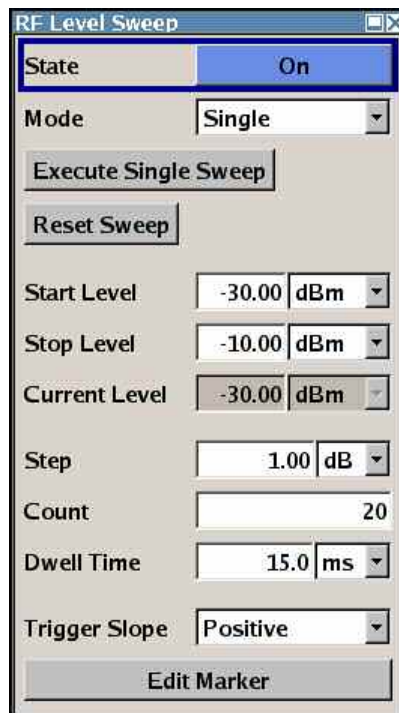 RF Level Sweep
State On
Mode Single
Execute Single Sweep
Reset Sweep
Start Level -30.00 dBm
Stop Level -10.00 dBm
Current Level -30.00 dBm
Step 1.00 dB
Count 20
Dwell Time 15.0 ms
Trigger Slope Positive
Edit Marker